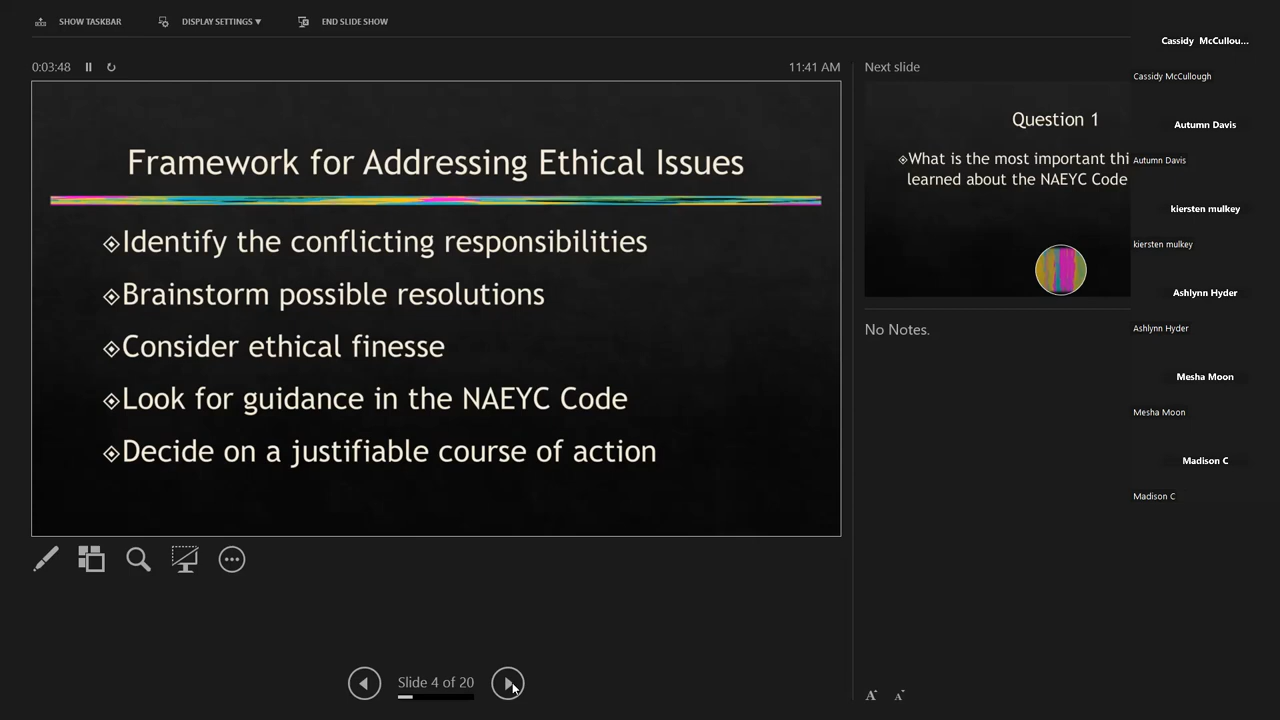 SHOW TASKBAR
DISPLAY SETTINGS ▼
END SLIDE SHOW
0:03:48
11:41 AM
Framework for Addressing Ethical Issues
Identify the conflicting responsibilities
Brainstorm possible resolutions
Consider ethical finesse
Look for guidance in the NAEYC Code
Decide on a justifiable course of action
Slide 4 of 20
Next slide
Question 1
What is the most important thi
learned about the NAEYC Code
No Notes.
A
A
Cassidy McCullou...
Cassidy McCullough
Autumn Davis
Autumn Davis
kiersten mulkey
kiersten mulkey
Ashlynn Hyder
Ashlynn Hyder
Mesha Moon
Mesha Moon
Madison C
Madison C